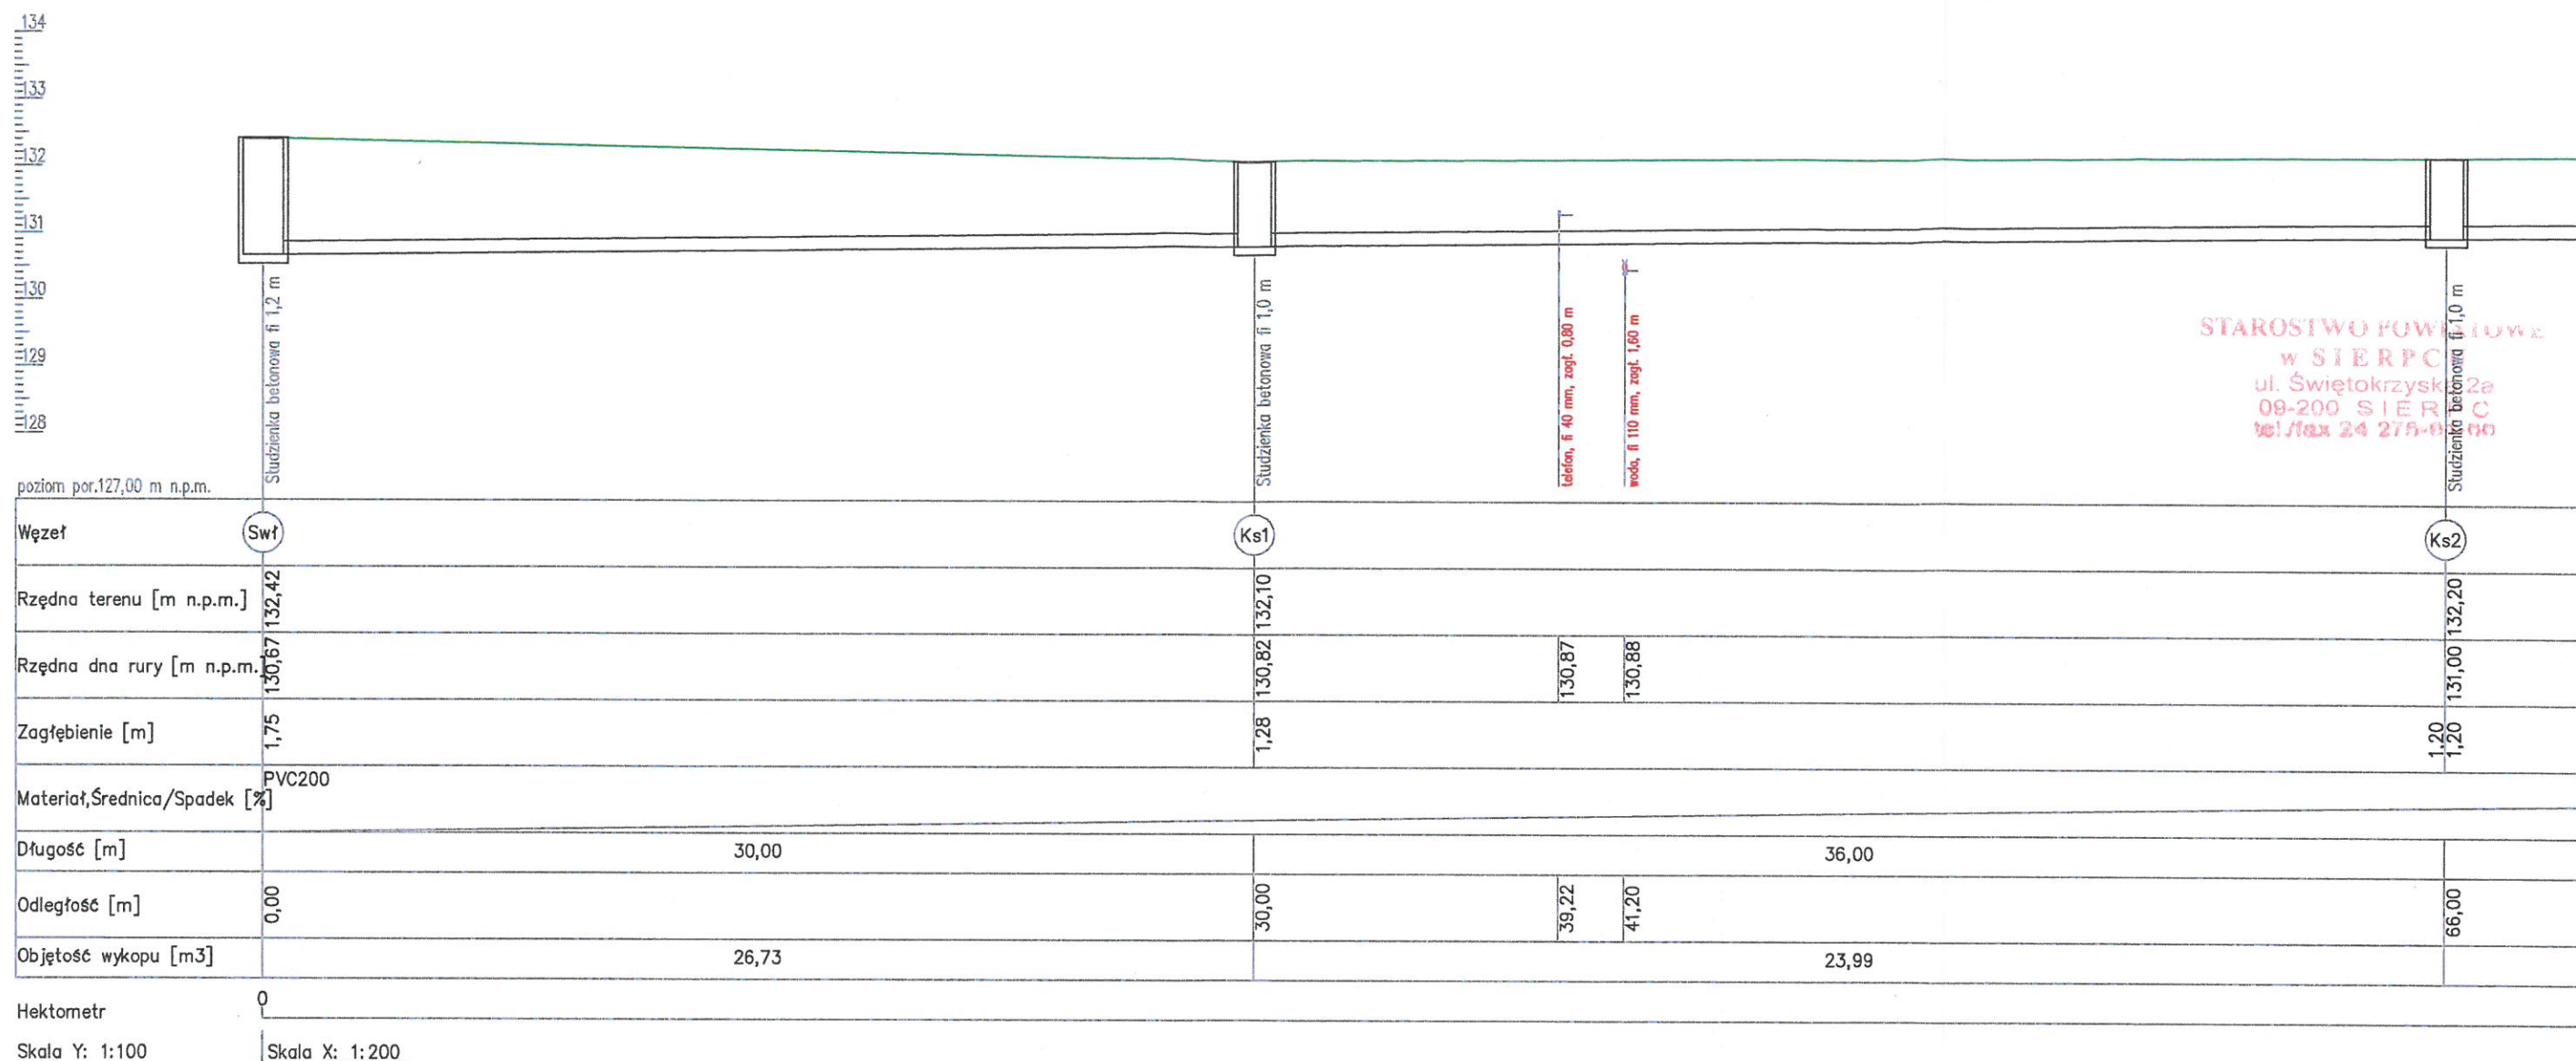 134
133
132
131
130
129
128
poziom por.127,00 m n.p.m.
Studzienka betonowa fi 1,2 m
Studzienka betonowa fi 1,0 m
telefon, fi 40 mm, zagł. 0,80 m
woda, fi 110 mm, zagł. 1,60 m
Studzienka betonowa fi 1,0 m
STAROSTWO POWIATOWE
w SIERPCU
ul. Świętokrzyska 2a
09-200 SIERPC
tel./fax 24 275-
Węzeł Swł Ks1 Ks2
Rzędna terenu [m n.p.m.] 132,42 132,10 132,20
Rzędna dna rury [m n.p.m.] 130,67 130,82 130,87 130,88 131,00
Zagłębienie [m] 1,75 1,28 1,20 1,20
PVC200
Materiał,Średnica/Spadek [%]
Długość [m] 30,00 36,00
Odległość [m] 0,00 30,00 39,22 41,20 66,00
Objętość wykopu [m3] 26,73 23,99
0
Hektometr
Skala Y: 1:100 Skala X: 1:200